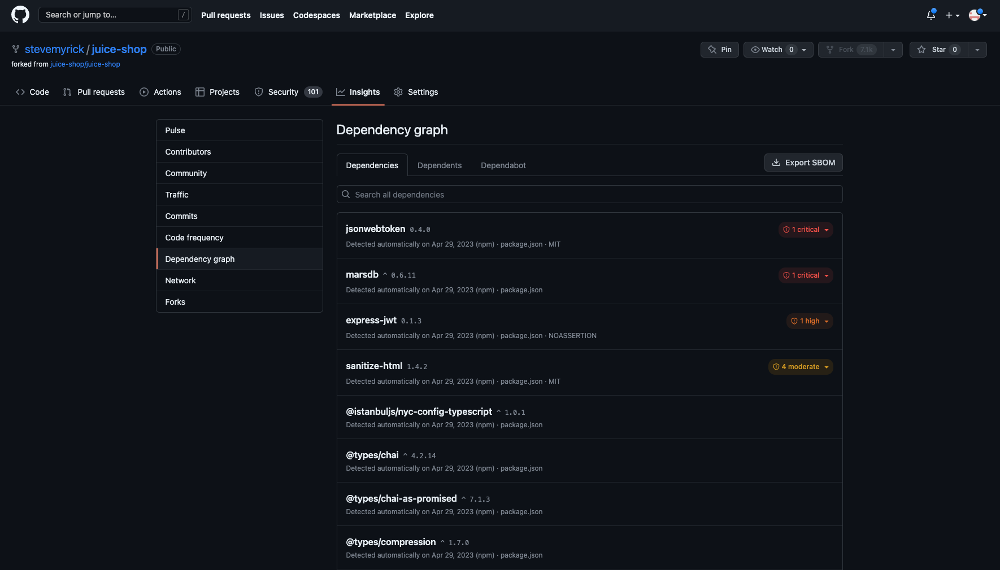 Search or jump to... /
Pull requests Issues Codespaces Marketplace Explore
stevemyrick / juice-shop Public
forked from juice-shop/juice-shop
Pin Watch 0 Fork 7.1k Star 0
Code Pull requests Actions Projects Security 101 Insights Settings
Pulse
Contributors
Community
Traffic
Commits
Code frequency
Dependency graph
Network
Forks
Dependency graph
Dependencies Dependents Dependabot Export SBOM
Search all dependencies
jsonwebtoken 0.4.0 1 critical
Detected automatically on Apr 29, 2023 (npm) · package.json · MIT
marsdb ^ 0.6.11 1 critical
Detected automatically on Apr 29, 2023 (npm) · package.json
express-jwt 0.1.3 1 high
Detected automatically on Apr 29, 2023 (npm) · package.json · NOASSERTION
sanitize-html 1.4.2 4 moderate
Detected automatically on Apr 29, 2023 (npm) · package.json · MIT
@istanbuljs/nyc-config-typescript ^ 1.0.1
Detected automatically on Apr 29, 2023 (npm) · package.json
@types/chai ^ 4.2.14
Detected automatically on Apr 29, 2023 (npm) · package.json
@types/chai-as-promised ^ 7.1.3
Detected automatically on Apr 29, 2023 (npm) · package.json
@types/compression ^ 1.7.0
Detected automatically on Apr 29, 2023 (npm) · package.json